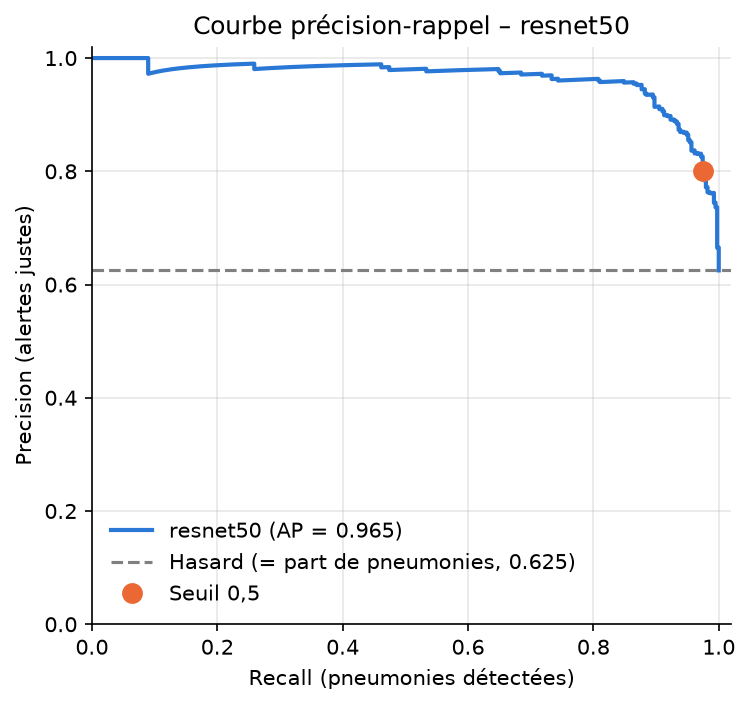 Courbe précision-rappel – resnet50
Precision (alertes justes)
1.0
0.8
0.6
0.4
0.2
0.0
resnet50 (AP = 0.965)
Hasard (= part de pneumonies, 0.625)
Seuil 0,5
0.0 0.2 0.4 0.6 0.8 1.0
Recall (pneumonies détectées)